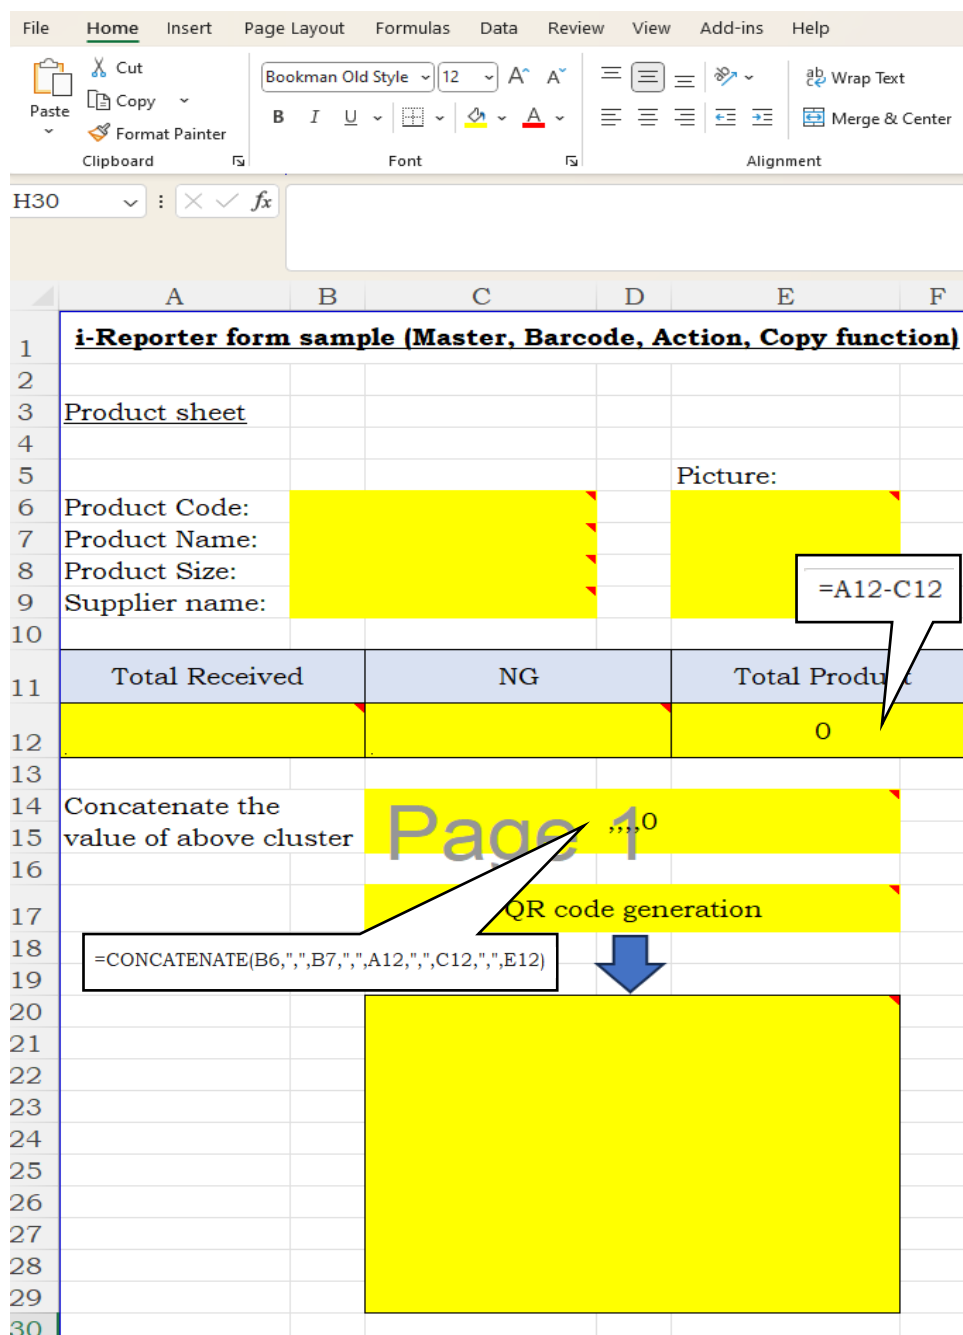 File Home Insert Page Layout Formulas Data Review View Add-ins Help
Paste
Cut
Copy
Format Painter
Clipboard
Bookman Old Style 12 A^ Aˇ
B I U A
Font
ab Wrap Text
Merge & Center
Alignment
H30 fx
A B C D E F
1 i-Reporter form sample (Master, Barcode, Action, Copy function)
2
3 Product sheet
4
5 Picture:
6 Product Code:
7 Product Name:
8 Product Size:
9 Supplier name:
=A12-C12
10
11 Total Received NG Total Product
12 0
13
14 Concatenate the
15 value of above cluster
Page 1
,,,,0
16
17 QR code generation
18
=CONCATENATE(B6,",",B7,",",A12,",",C12,",",E12)
19
20
21
22
23
24
25
26
27
28
29
30